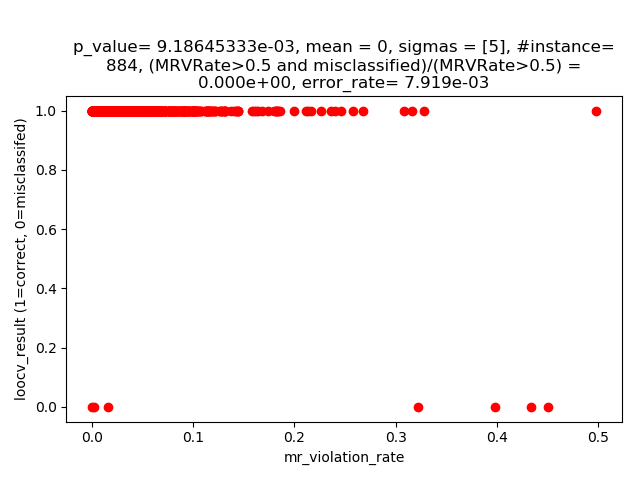 p_value= 9.18645333e-03, mean = 0, sigmas = [5], #instance=
884, (MRVRate>0.5 and misclassified)/(MRVRate>0.5) =
0.000e+00, error_rate= 7.919e-03
1.0
0.8
0.6
0.4
0.2
0.0
loocv_result (1=correct, 0=misclassifed)
0.0 0.1 0.2 0.3 0.4 0.5
mr_violation_rate